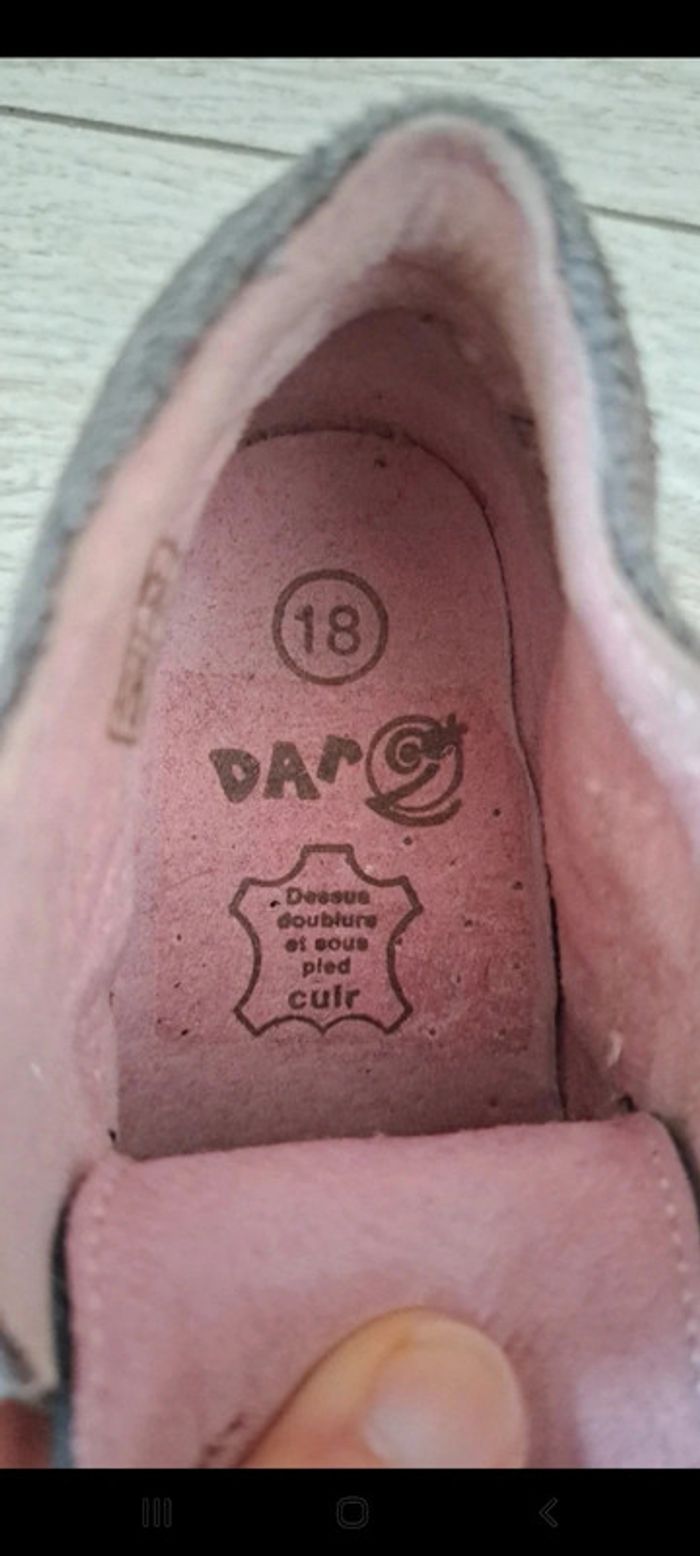 18
DAr
Dessus
doublure
et sous
pied
cuir